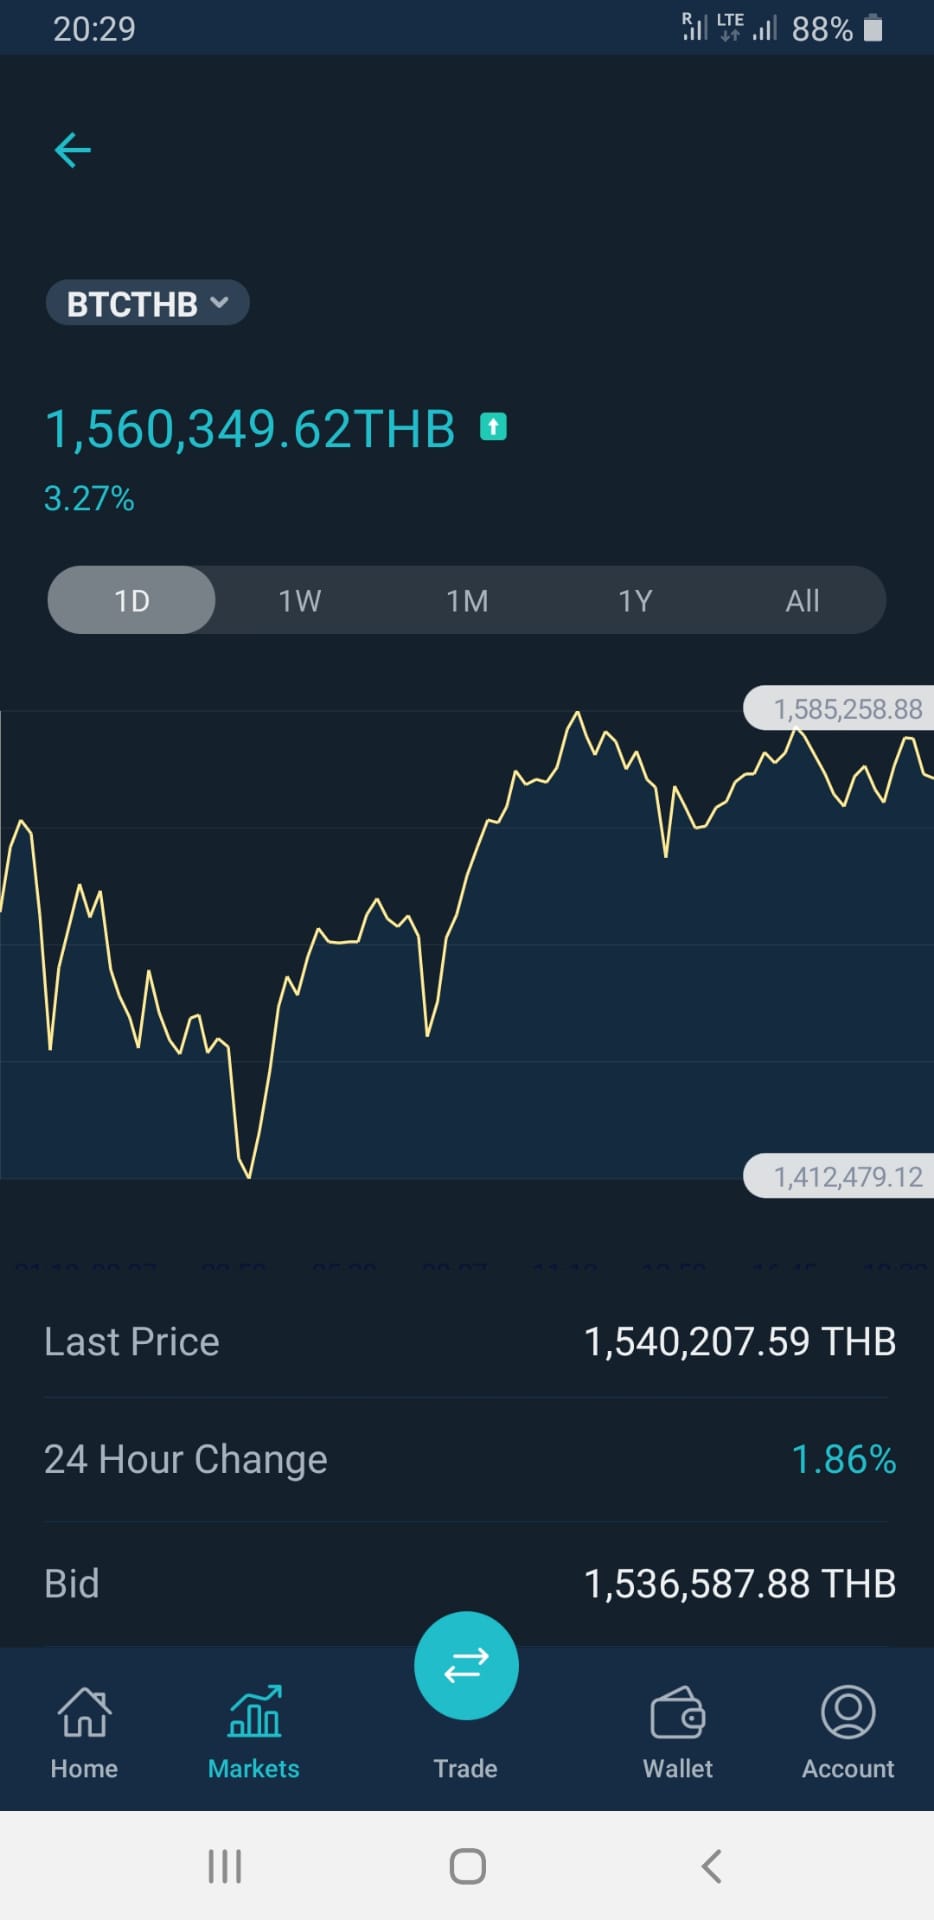 20:29
R LTE 88%
BTCTHB
1,560,349.62THB
3.27%
1D 1W 1M 1Y All
1,585,258.88
1,412,479.12
Last Price 1,540,207.59 THB
24 Hour Change 1.86%
Bid 1,536,587.88 THB
Home Markets Trade Wallet Account